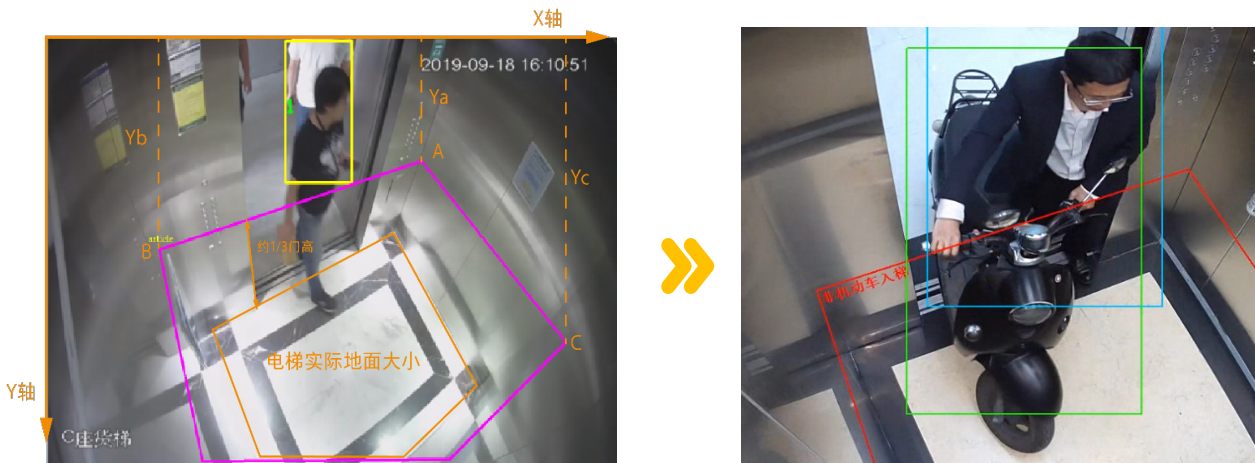 X轴
2019-09-18 16:10:51
Ya
Yb
A
Yc
article
B
约1/3门高
非机动车入梯
C
电梯实际地面大小
Y轴
C座货梯